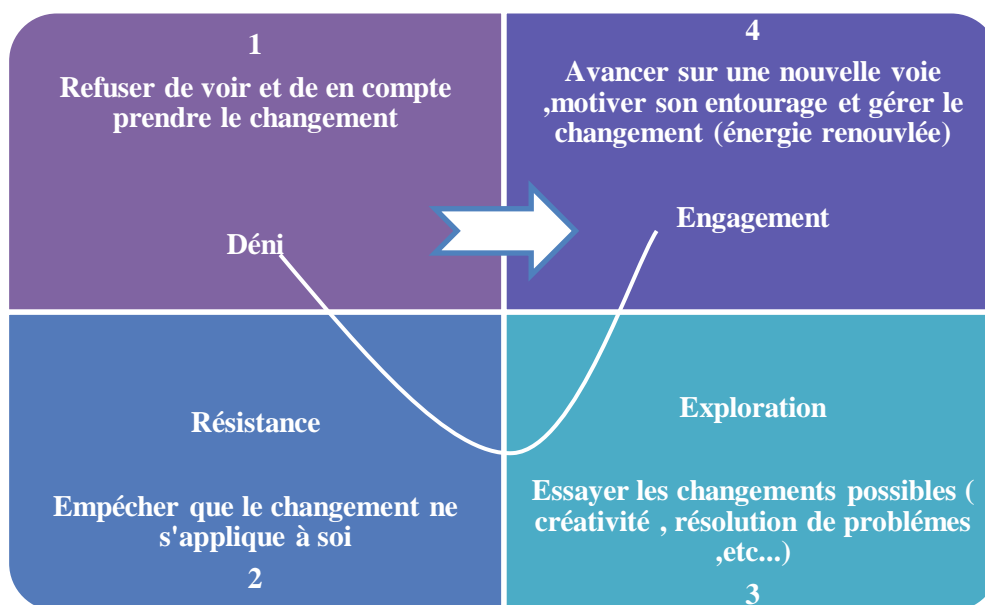 1
Refuser de voir et de en compte
prendre le changement
Déni
4
Avancer sur une nouvelle voie
,motiver son entourage et gérer le
changement (énergie renouvlée)
Engagement
Résistance
Empécher que le changement ne
s'applique à soi
2
Exploration
Essayer les changements possibles (
créativité , résolution de problémes
,etc...)
3